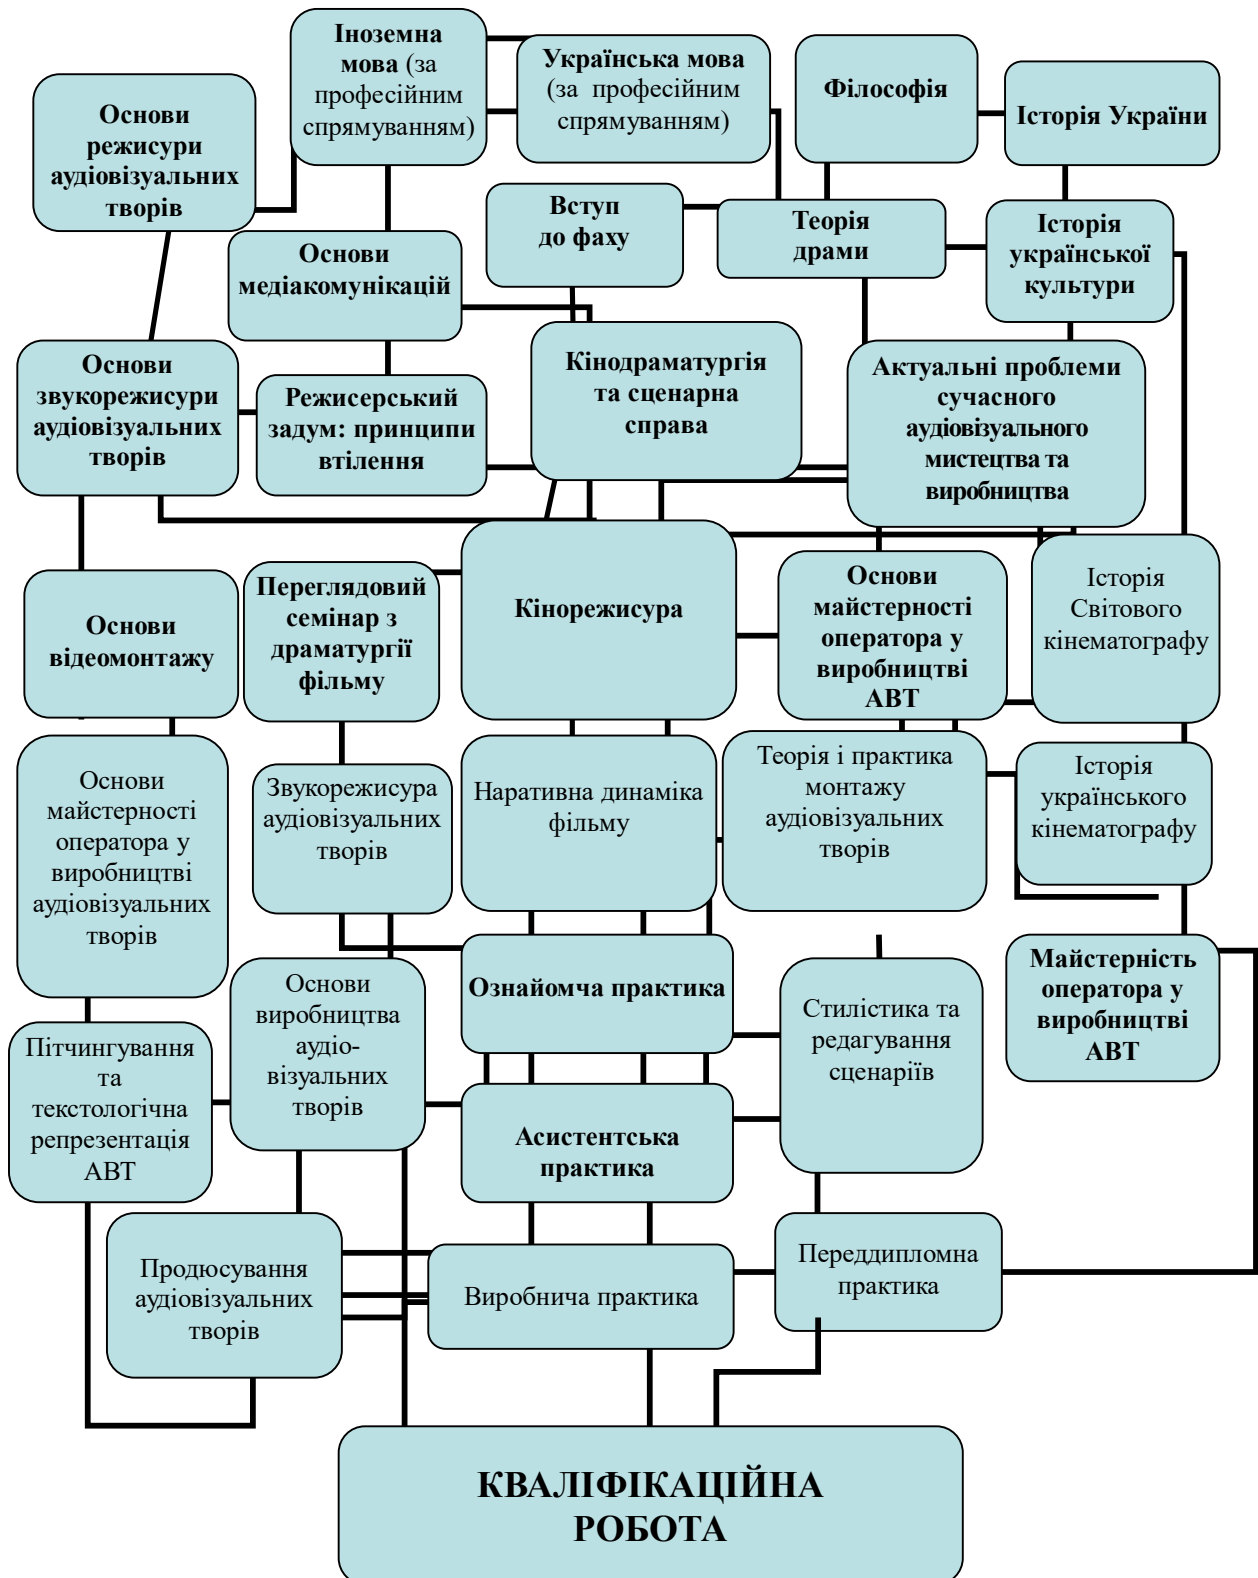 Іноземна
мова (за
професійним
спрямуванням)
Українська мова
(за професійним
спрямуванням)
Філософія
Історія України
Основи
режисури
аудіовізуальних
творів
Вступ
до фаху
Теорія
драми
Історія
української
культури
Основи
медіакомунікацій
Основи
звукорежисури
аудіовізуальних
творів
Режисерський
задум: принципи
втілення
Кінодраматургія
та сценарна
справа
Актуальні проблеми
сучасного
аудіовізуального
мистецтва та
виробництва
Основи
відеомонтажу
Переглядовий
семінар з
драматургії
фільму
Кінорежисура
Основи
майстерності
оператора у
виробництві
АВТ
Історія
Світового
кінематографу
Основи
майстерності
оператора у
виробництві
аудіовізуальних
творів
Звукорежисура
аудіовізуальних
творів
Наративна динаміка
фільму
Теорія і практика
монтажу
аудіовізуальних
творів
Історія
українського
кінематографу
Ознайомча практика
Основи
виробництва
аудіо-
візуальних
творів
Стилістика та
редагування
сценаріїв
Майстерність
оператора у
виробництві
АВТ
Пітчингування
та
текстологічна
репрезентація
АВТ
Асистентська
практика
Продюсування
аудіовізуальних
творів
Виробнича практика
Переддипломна
практика
КВАЛІФІКАЦІЙНА
РОБОТА